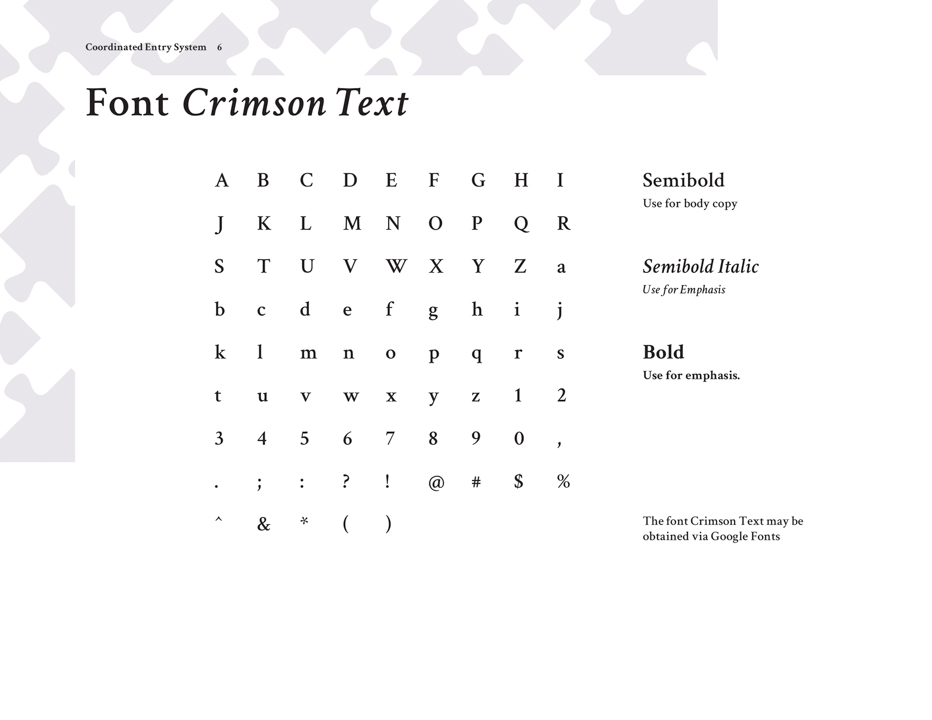 Coordinated Entry System 6
Font Crimson Text
A B C D E F G H I
J K L M N O P Q R
S T U V W X Y Z a
b c d e f g h i j
k l m n o p q r s
t u v w x y z 1 2
3 4 5 6 7 8 9 0 ,
. ; : ? ! @ # $ %
^ & * ( )
Semibold
Use for body copy
Semibold Italic
Use for Emphasis
Bold
Use for emphasis.
The font Crimson Text may be
obtained via Google Fonts